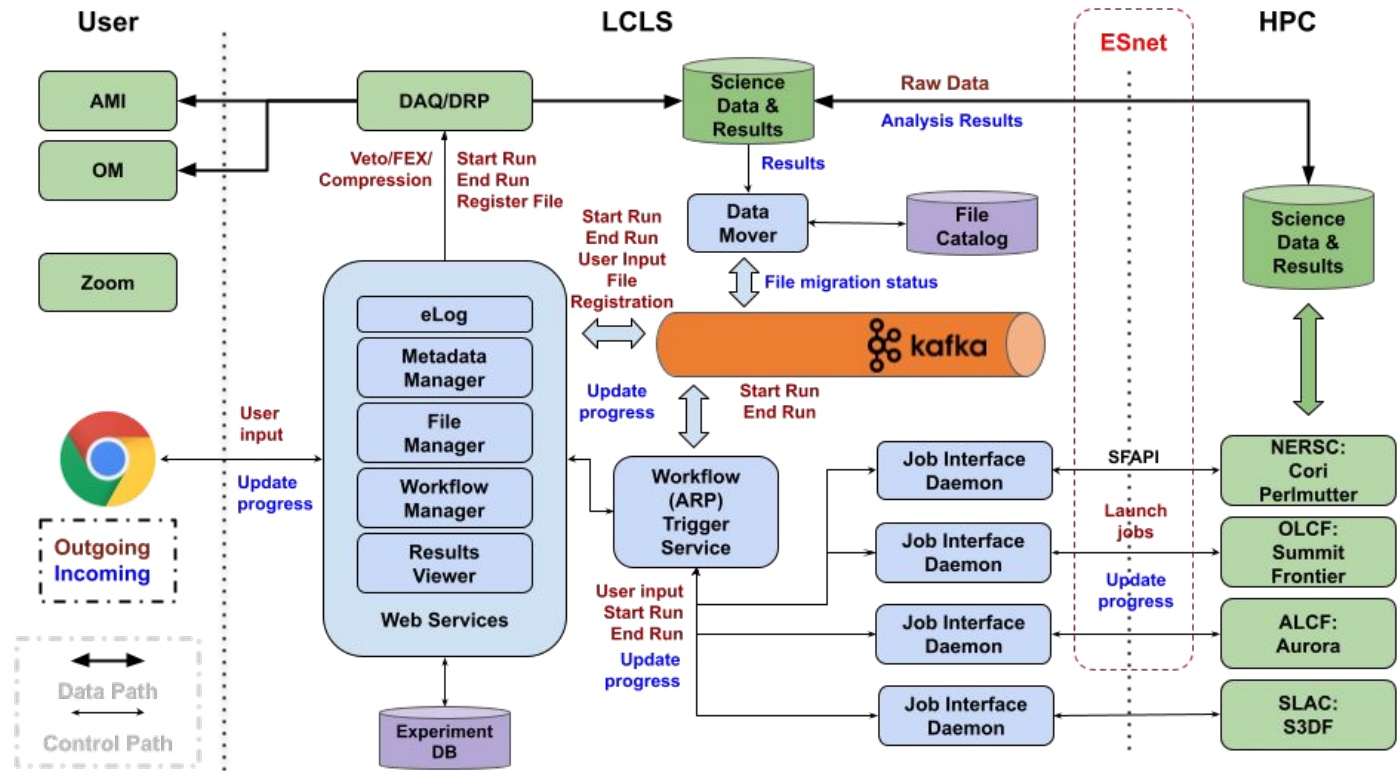 User
LCLS
ESnet
HPC
AMI
OM
Zoom
DAQ/DRP
Science
Data &
Results
Raw Data
Analysis Results
Veto/FEX/
Compression
Start Run
End Run
Register File
Results
Data
Mover
File
Catalog
Science
Data &
Results
Start Run
End Run
User Input
File
Registration
File migration status
kafka
eLog
Metadada
Manager
File
Manager
Workflow
Manager
Results
Viewer
Web Services
Update
progress
Start Run
End Run
User
input
Update
progress
Outgoing
Incoming
Data Path
Control Path
Workflow
(ARP)
Trigger
Service
User input
Start Run
End Run
Update
progress
Experiment
DB
Job Interface
Daemon
Job Interface
Daemon
Job Interface
Daemon
Job Interface
Daemon
SFAPI
Launch
jobs
Update
progress
NERSC:
Cori
Perlmutter
OLCF:
Summit
Frontier
ALCF:
Aurora
SLAC:
S3DF